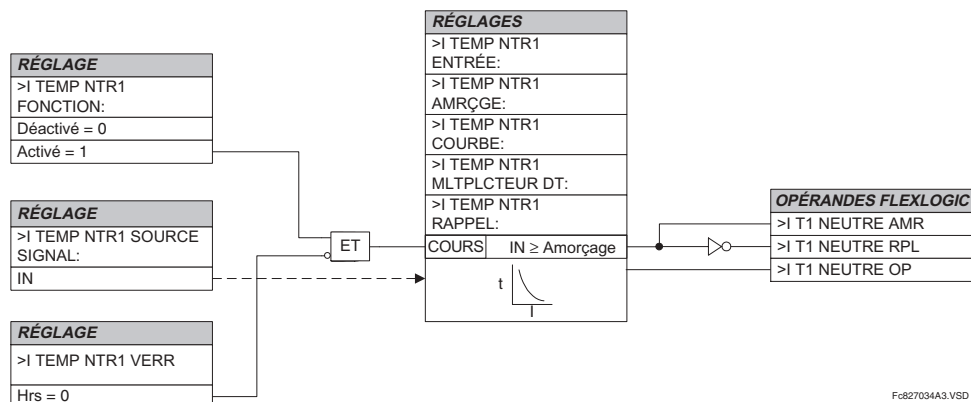 RÉGLAGE
>I TEMP NTR1
FONCTION:
Déactivé = 0
Activé = 1
RÉGLAGE
>I TEMP NTR1 SOURCE
SIGNAL:
IN
RÉGLAGE
>I TEMP NTR1 VERR
Hrs = 0
ET
RÉGLAGES
>I TEMP NTR1
ENTRÉE:
>I TEMP NTR1
AMRÇGE:
>I TEMP NTR1
COURBE:
>I TEMP NTR1
MLTPLCTEUR DT:
>I TEMP NTR1
RAPPEL:
COURS IN ≥ Amorçage
t
I
OPÉRANDES FLEXLOGIC
>I T1 NEUTRE AMR
>I T1 NEUTRE RPL
>I T1 NEUTRE OP
Fc827034A3.VSD